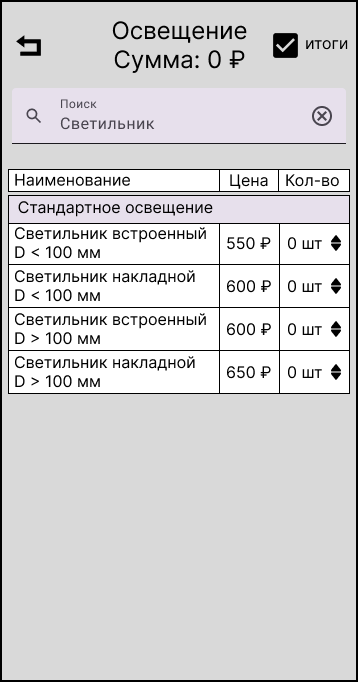 Освещение
Сумма: 0 ₽
итоги
Поиск
Светильник
Наименование Цена Кол-во
Стандартное освещение
Светильник встроенный
D < 100 мм
550 ₽ 0 шт
Светильник накладной
D < 100 мм
600 ₽ 0 шт
Светильник встроенный
D > 100 мм
600 ₽ 0 шт
Светильник накладной
D > 100 мм
650 ₽ 0 шт